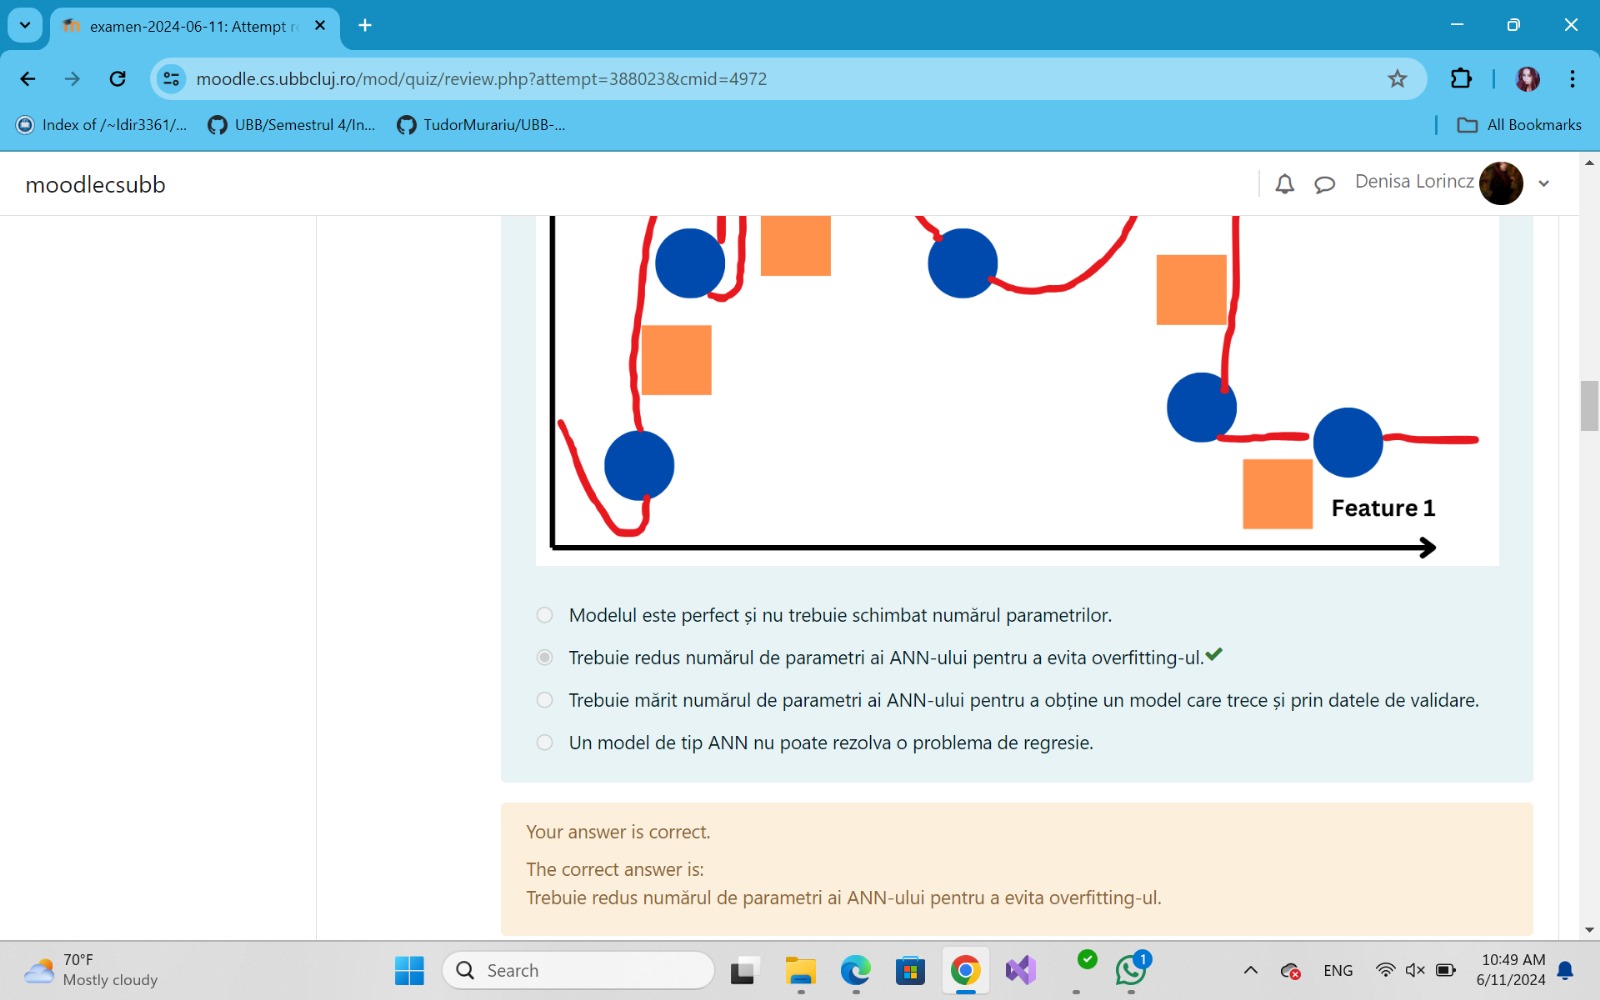 examen-2024-06-11: Attempt r
moodle.cs.ubbcluj.ro/mod/quiz/review.php?attempt=388023&cmid=4972
Index of /~ldir3361/...
UBB/Semestrul 4/In...
TudorMurariu/UBB-...
All Bookmarks
moodlecsubb
Denisa Lorincz
Feature 1
Modelul este perfect și nu trebuie schimbat numărul parametrilor.
Trebuie redus numărul de parametri ai ANN-ului pentru a evita overfitting-ul.
Trebuie mărit numărul de parametri ai ANN-ului pentru a obține un model care trece și prin datele de validare.
Un model de tip ANN nu poate rezolva o problema de regresie.
Your answer is correct.
The correct answer is:
Trebuie redus numărul de parametri ai ANN-ului pentru a evita overfitting-ul.
70°F
Mostly cloudy
Search
1
ENG
10:49 AM
6/11/2024